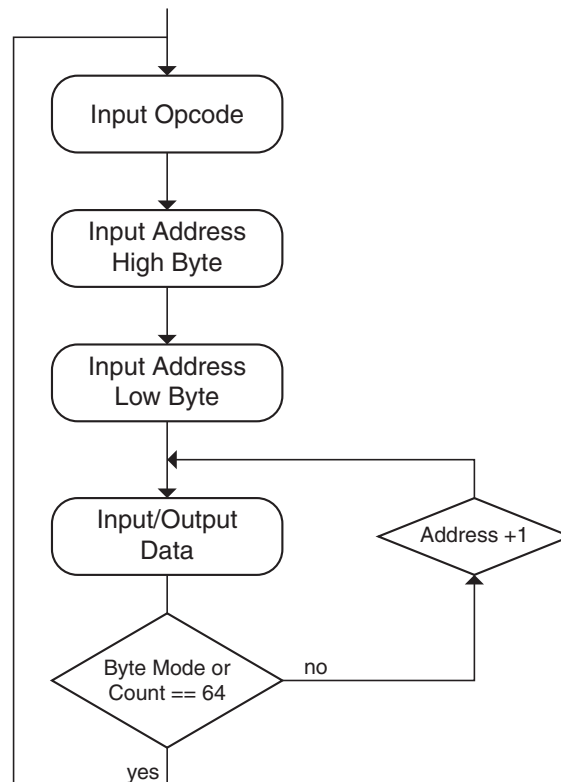 Input Opcode
Input Address
High Byte
Input Address
Low Byte
Input/Output
Data
Address +1
Byte Mode or
Count == 64
no
yes